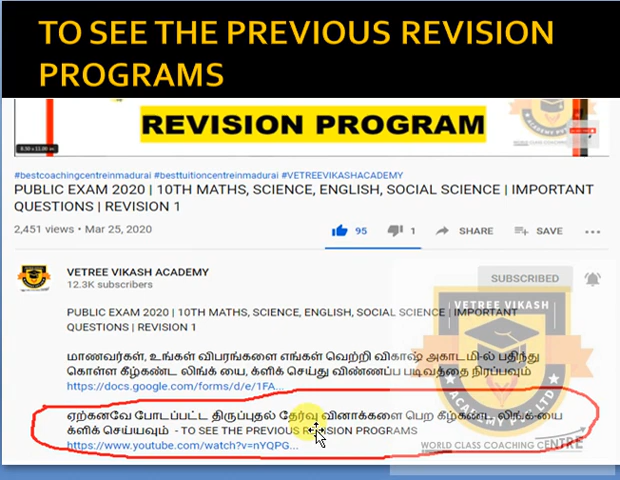 TO SEE THE PREVIOUS REVISION
PROGRAMS
REVISION PROGRAM
WORLD CLASS COACHING CENTRE
#bestcoachingcentreinmadurai #besttuitioncentreinmadurai #VETREEVIKASHACADEMY
PUBLIC EXAM 2020 | 10TH MATHS, SCIENCE, ENGLISH, SOCIAL SCIENCE | IMPORTANT
QUESTIONS | REVISION 1
2,451 views • Mar 25, 2020
95
1
SHARE
SAVE
VETREE VIKASH ACADEMY
12.3K subscribers
SUBSCRIBED
PUBLIC EXAM 2020 | 10TH MATHS, SCIENCE, ENGLISH, SOCIAL SCIENCE | IMPORTANT
QUESTIONS | REVISION 1
மாணவர்கள், உங்கள் விபரங்களை எங்கள் வெற்றி விகாஷ் அகாடமி-ல் பதிந்து
கொள்ள கீழ்கண்ட லிங்க் யை, க்ளிக் செய்து விண்ணப்ப படிவத்தை நிரப்பவும்
https://docs.google.com/forms/d/e/1FA...
ஏற்கனவே போடப்பட்ட திருப்புதல் தேர்வு வினாக்களை பெற கீழ்கண்ட லிங்க்-யை
க்ளிக் செய்யவும் - TO SEE THE PREVIOUS REVISION PROGRAMS
https://www.youtube.com/watch?v=nYQPG...
VETREE VIKASH
ACADEMY PVT LTD
WORLD CLASS COACHING CENTRE